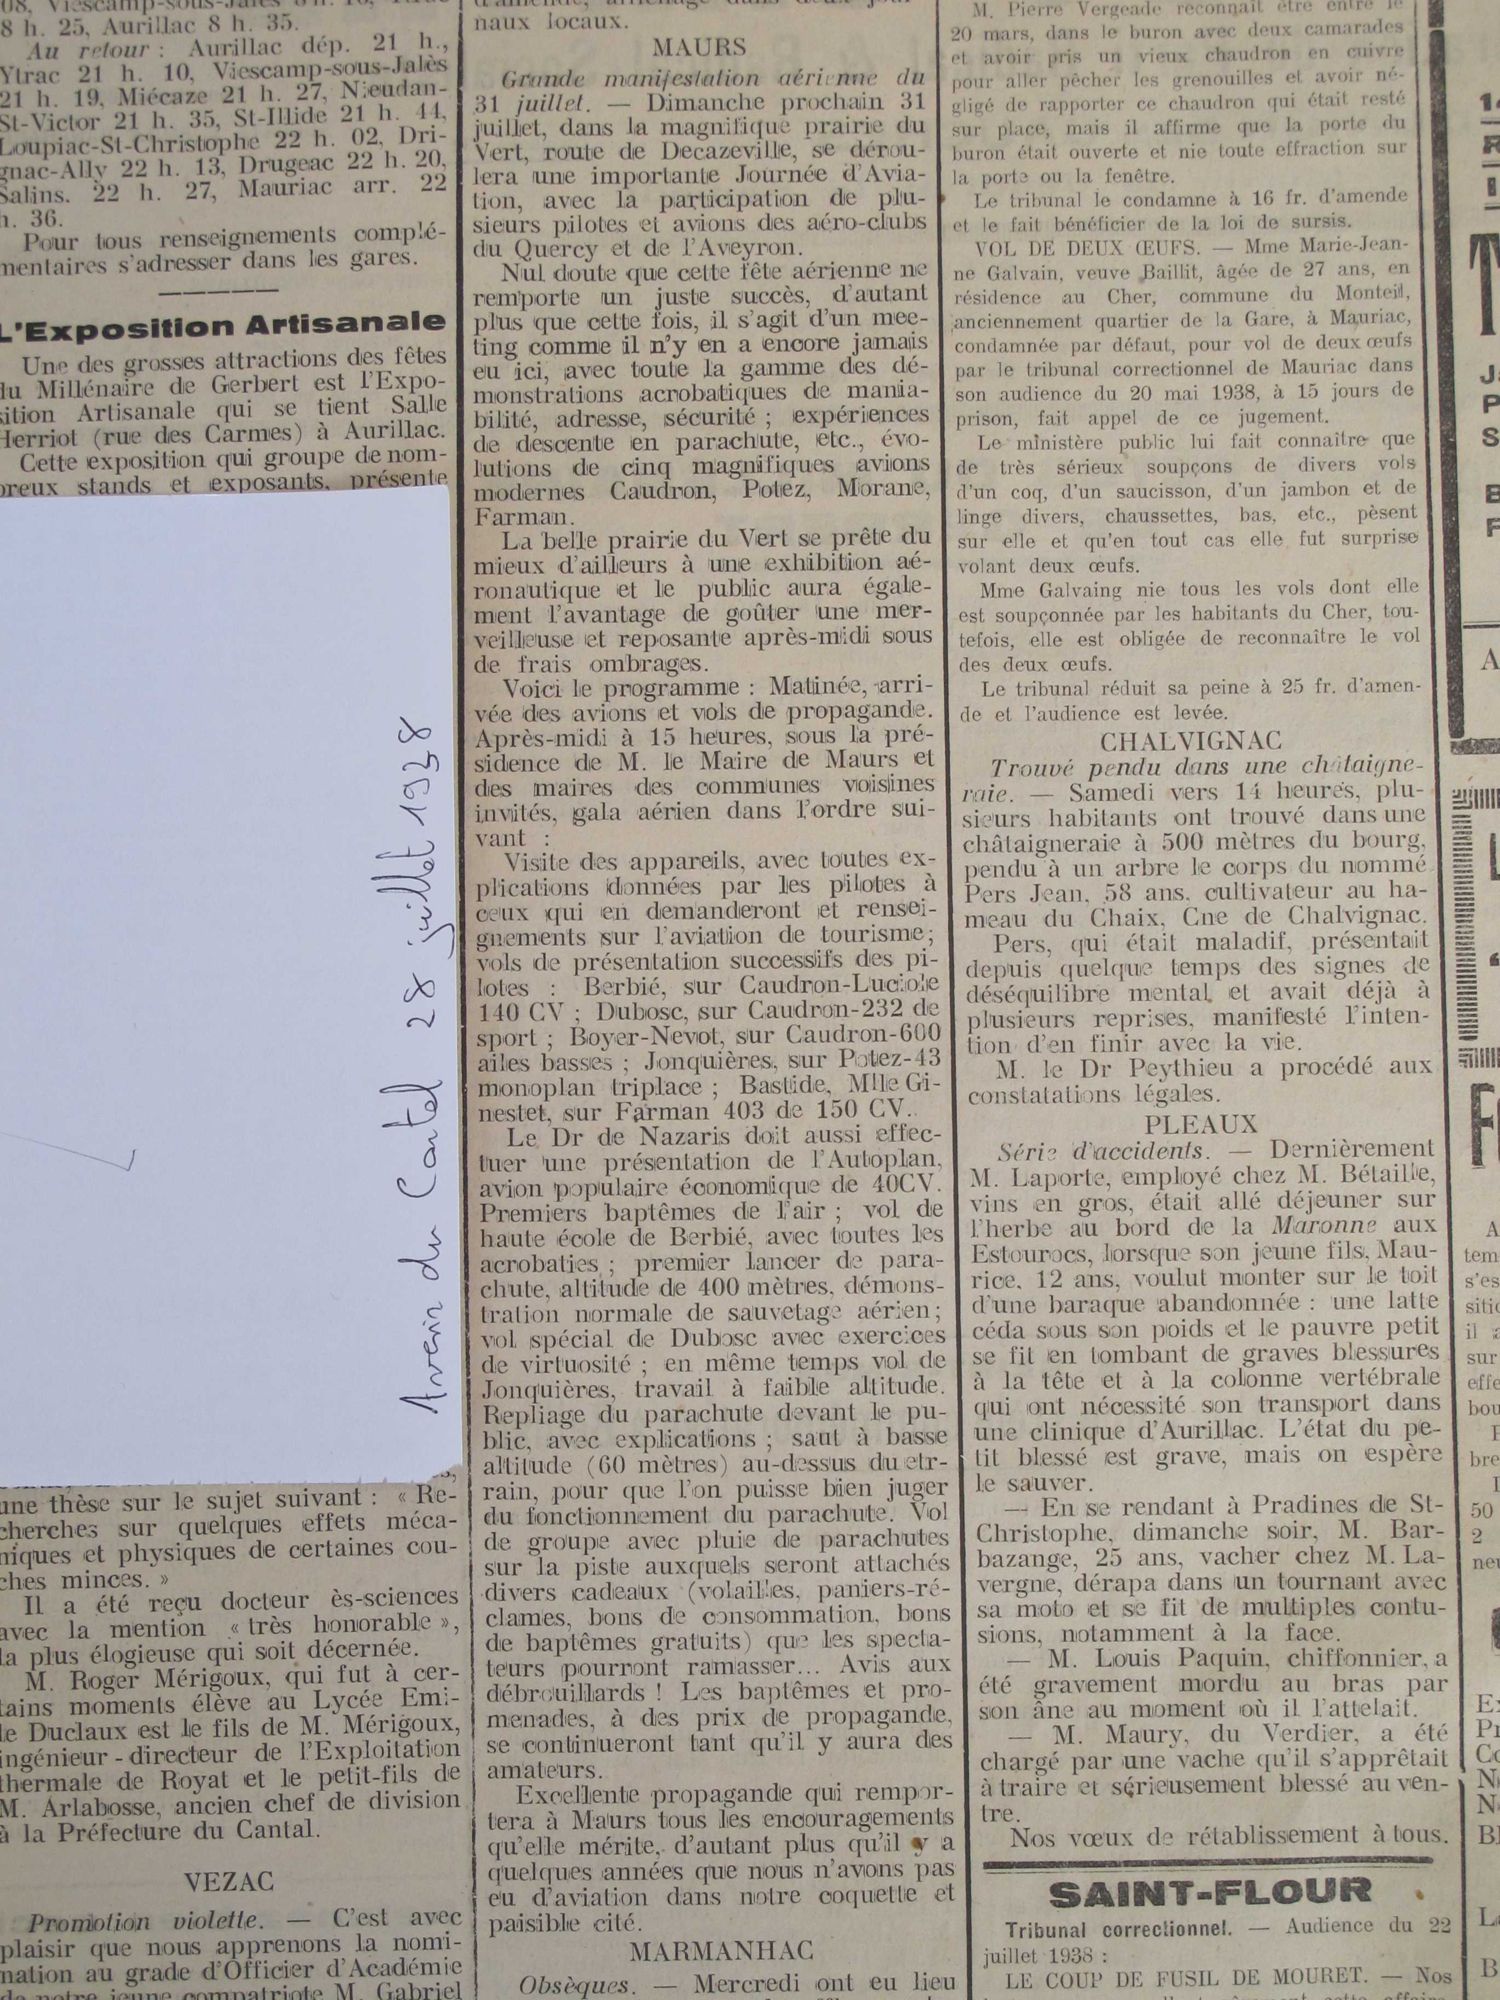 8 h. 25, Aurillac 8 h. 35.
Au retour : Aurillac dép. 21 h.,
Ytrac 21 h. 10, Viescamp-sous-Jalès
21 h. 19, Miécaze 21 h. 27, Nieudan-
St-Victor 21 h. 35, St-Illide 21 h. 44,
Loupiac-St-Christophe 22 h. 02, Dri-
gnac-Ally 22 h. 13, Drugeac 22 h. 20,
Salins. 22 h. 27, Mauriac arr. 22
h. 36.
Pour tous renseignements complé-
mentaires s'adresser dans les gares.
L'Exposition Artisanale
Une des grosses attractions des fêtes
du Millénaire de Gerbert est l'Expo-
sition Artisanale qui se tient Salle
Herriot (rue des Carmes) à Aurillac.
Cette exposition qui groupe de nom-
breux stands et exposants, présente
Avenir du Cantal 28 juillet 1938
une thèse sur le sujet suivant : « Re-
cherches sur quelques effets méca-
niques et physiques de certaines cou-
ches minces. »
Il a été reçu docteur ès-sciences
avec la mention « très honorable »,
la plus élogieuse qui soit décernée.
M. Roger Mérigoux, qui fut à cer-
tains moments élève au Lycée Emi-
le Duclaux est le fils de M. Mérigoux,
ingénieur-directeur de l'Exploitation
thermale de Royat et le petit-fils de
M. Arlabosse, ancien chef de division
à la Préfecture du Cantal.
VEZAC
Promotion violette. — C'est avec
plaisir que nous apprenons la nomi-
nation au grade d'Officier d'Académie
de notre jeune compatriote M. Gabriel
naux locaux.
MAURS
Grande manifestation aérienne du
31 juillet. — Dimanche prochain 31
juillet, dans la magnifique prairie du
Vert, route de Decazeville, se dérou-
lera une importante Journée d'Avia-
tion, avec la participation de plu-
sieurs pilotes et avions des aéro-clubs
du Quercy et de l'Aveyron.
Nul doute que cette fête aérienne ne
remporte un juste succès, d'autant
plus que cette fois, il s'agit d'un mee-
ting comme il n'y en a encore jamais
eu ici, avec toute la gamme des dé-
monstrations acrobatiques de mania-
bilité, adresse, sécurité ; expériences
de descente en parachute, etc., évo-
lutions de cinq magnifiques avions
modernes Caudron, Potez, Morane,
Farman.
La belle prairie du Vert se prête du
mieux d'ailleurs à une exhibition aé-
ronautique et le public aura égale-
ment l'avantage de goûter une mer-
veilleuse et reposante après-midi sous
de frais ombrages.
Voici le programme : Matinée, arri-
vée des avions et vols de propagande.
Après-midi à 15 heures, sous la pré-
sidence de M. le Maire de Maurs et
des maires des communes voisines
invités, gala aérien dans l'ordre sui-
vant :
Visite des appareils, avec toutes ex-
plications données par les pilotes à
ceux qui en demanderont et rensei-
gnements sur l'aviation de tourisme;
vols de présentation successifs des pi-
lotes : Berbié, sur Caudron-Luciole
140 CV ; Dubosc, sur Caudron-232 de
sport ; Boyer-Nevot, sur Caudron-600
ailes basses ; Jonquières, sur Potez-43
monoplan triplace ; Bastide, Mlle Gi-
nestet, sur Farman 403 de 150 CV.
Le Dr de Nazaris doit aussi effec-
tuer une présentation de l'Autoplan,
avion populaire économique de 40CV.
Premiers baptêmes de l'air ; vol de
haute école de Berbié, avec toutes les
acrobaties ; premier lancer de para-
chute, altitude de 400 mètres, démons-
tration normale de sauvetage aérien;
vol spécial de Dubosc avec exercices
de virtuosité ; en même temps vol de
Jonquières, travail à faible altitude.
Repliage du parachute devant le pu-
blic, avec explications ; saut à basse
altitude (60 mètres) au-dessus du etr-
rain, pour que l'on puisse bien juger
du fonctionnement du parachute. Vol
de groupe avec pluie de parachutes
sur la piste auxquels seront attachés
divers cadeaux (volailles, paniers-ré-
clames, bons de consommation, bons
de baptêmes gratuits) que les specta-
teurs pourront ramasser... Avis aux
débrouillards ! Les baptêmes et pro-
menades, à des prix de propagande,
se continueront tant qu'il y aura des
amateurs.
Excellente propagande qui rempor-
tera à Maurs tous les encouragements
qu'elle mérite, d'autant plus qu'il y a
quelques années que nous n'avons pas
eu d'aviation dans notre coquette et
paisible cité.
MARMANHAC
Obsèques. — Mercredi ont eu lieu
M. Pierre Vergeade reconnaît être entré le
20 mars, dans le buron avec deux camarades
et avoir pris un vieux chaudron en cuivre
pour aller pêcher les grenouilles et avoir né-
gligé de rapporter ce chaudron qui était resté
sur place, mais il affirme que la porte du
buron était ouverte et nie toute effraction sur
la porte ou la fenêtre.
Le tribunal le condamne à 16 fr. d'amende
et le fait bénéficier de la loi de sursis.
VOL DE DEUX ŒUFS. — Mme Marie-Jean-
ne Galvain, veuve Baillit, âgée de 27 ans, en
résidence au Cher, commune du Monteil,
anciennement quartier de la Gare, à Mauriac,
condamnée par défaut, pour vol de deux œufs
par le tribunal correctionnel de Mauriac dans
son audience du 20 mai 1938, à 15 jours de
prison, fait appel de ce jugement.
Le ministère public lui fait connaître que
de très sérieux soupçons de divers vols
d'un coq, d'un saucisson, d'un jambon et de
linge divers, chaussettes, bas, etc., pèsent
sur elle et qu'en tout cas elle fut surprise
volant deux œufs.
Mme Galvaing nie tous les vols dont elle
est soupçonnée par les habitants du Cher, tou-
tefois, elle est obligée de reconnaître le vol
des deux œufs.
Le tribunal réduit sa peine à 25 fr. d'amen-
de et l'audience est levée.
CHALVIGNAC
Trouvé pendu dans une châtaigne-
raie. — Samedi vers 14 heures, plu-
sieurs habitants ont trouvé dans une
châtaigneraie à 500 mètres du bourg,
pendu à un arbre le corps du nommé
Pers Jean, 58 ans, cultivateur au ha-
meau du Chaix, Cne de Chalvignac.
Pers, qui était maladif, présentait
depuis quelque temps des signes de
déséquilibre mental et avait déjà à
plusieurs reprises, manifesté l'inten-
tion d'en finir avec la vie.
M. le Dr Peythieu a procédé aux
constatations légales.
PLEAUX
Série d'accidents. — Dernièrement
M. Laporte, employé chez M. Bétaille,
vins en gros, était allé déjeuner sur
l'herbe au bord de la Maronne aux
Estourocs, lorsque son jeune fils, Mau-
rice, 12 ans, voulut monter sur le toit
d'une baraque abandonnée : une latte
céda sous son poids et le pauvre petit
se fit en tombant de graves blessures
à la tête et à la colonne vertébrale
qui ont nécessité son transport dans
une clinique d'Aurillac. L'état du pe-
tit blessé est grave, mais on espère
le sauver.
— En se rendant à Pradines de St-
Christophe, dimanche soir, M. Bar-
bazange, 25 ans, vacher chez M. La-
vergne, dérapa dans un tournant avec
sa moto et se fit de multiples contu-
sions, notamment à la face.
— M. Louis Paquin, chiffonnier, a
été gravement mordu au bras par
son âne au moment où il l'attelait.
— M. Maury, du Verdier, a été
chargé par une vache qu'il s'apprêtait
à traire et sérieusement blessé au ven-
tre.
Nos vœux de rétablissement à tous.
SAINT-FLOUR
Tribunal correctionnel. — Audience du 22
juillet 1938 :
LE COUP DE FUSIL DE MOURET. — Nos